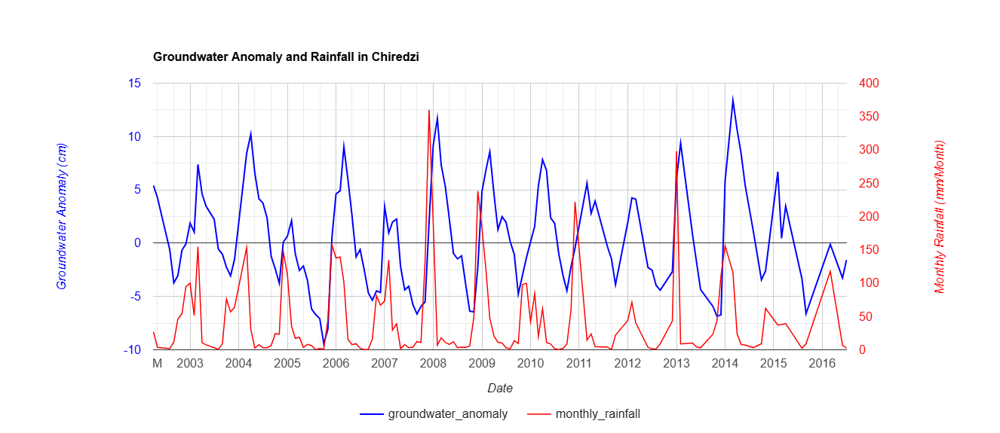 Groundwater Anomaly and Rainfall in Chiredzi
15
10
5
0
-5
-10
Groundwater Anomaly (cm)
400
350
300
250
200
150
100
50
0
Monthly Rainfall (mm/Month)
M 2003 2004 2005 2006 2007 2008 2009 2010 2011 2012 2013 2014 2015 2016
Date
groundwater_anomaly monthly_rainfall